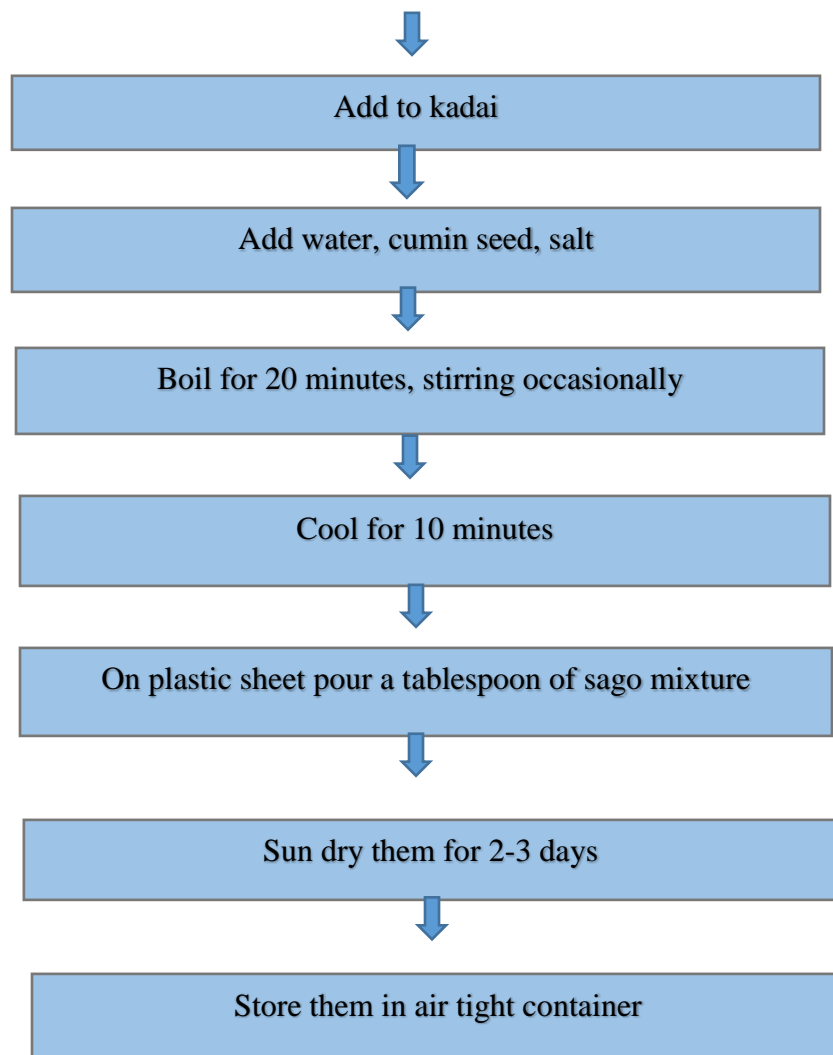 Add to kadai
Add water, cumin seed, salt
Boil for 20 minutes, stirring occasionally
Cool for 10 minutes
On plastic sheet pour a tablespoon of sago mixture
Sun dry them for 2-3 days
Store them in air tight container